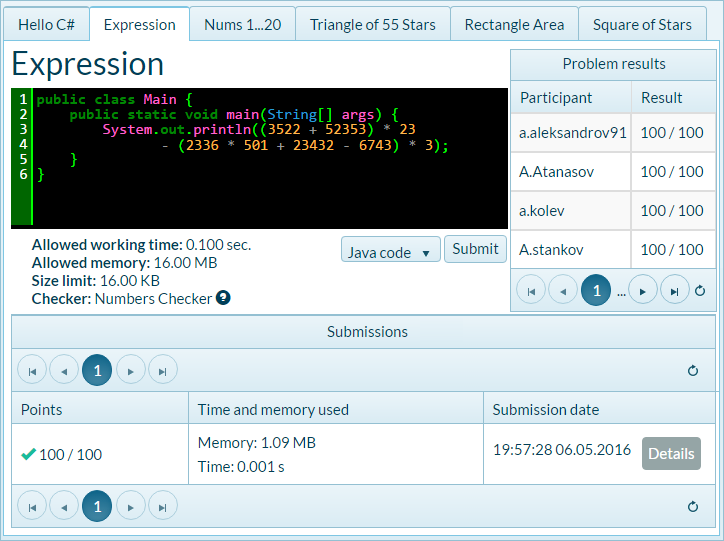 Hello C#
Expression
Nums 1...20
Triangle of 55 Stars
Rectangle Area
Square of Stars
Expression
1 public class Main {
2     public static void main(String[] args) {
3         System.out.println((3522 + 52353) * 23
4                - (2336 * 501 + 23432 - 6743) * 3);
5     }
6 }
Allowed working time: 0.100 sec.
Allowed memory: 16.00 MB
Size limit: 16.00 KB
Checker: Numbers Checker ?
Java code
Submit
Problem results
Participant Result
a.aleksandrov91 100 / 100
A.Atanasov 100 / 100
a.kolev 100 / 100
A.stankov 100 / 100
1 ...
Submissions
1
Points Time and memory used Submission date
100 / 100
Memory: 1.09 MB
Time: 0.001 s
19:57:28 06.05.2016
Details
1